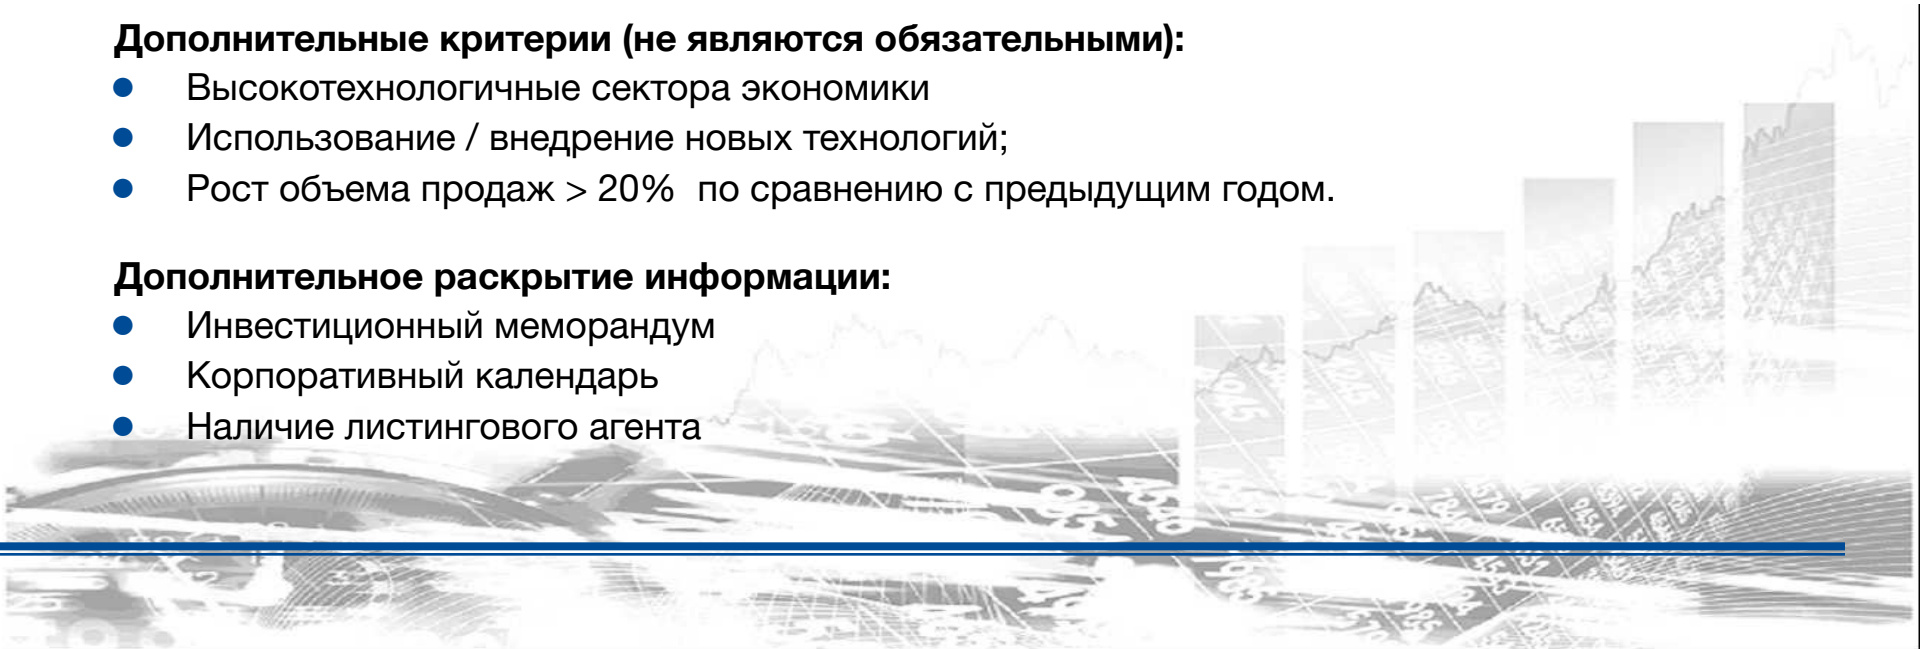 Дополнительные критерии (не являются обязательными):
● Высокотехнологичные сектора экономики
● Использование / внедрение новых технологий;
● Рост объема продаж > 20% по сравнению с предыдущим годом.
Дополнительное раскрытие информации:
● Инвестиционный меморандум
● Корпоративный календарь
● Наличие листингового агента